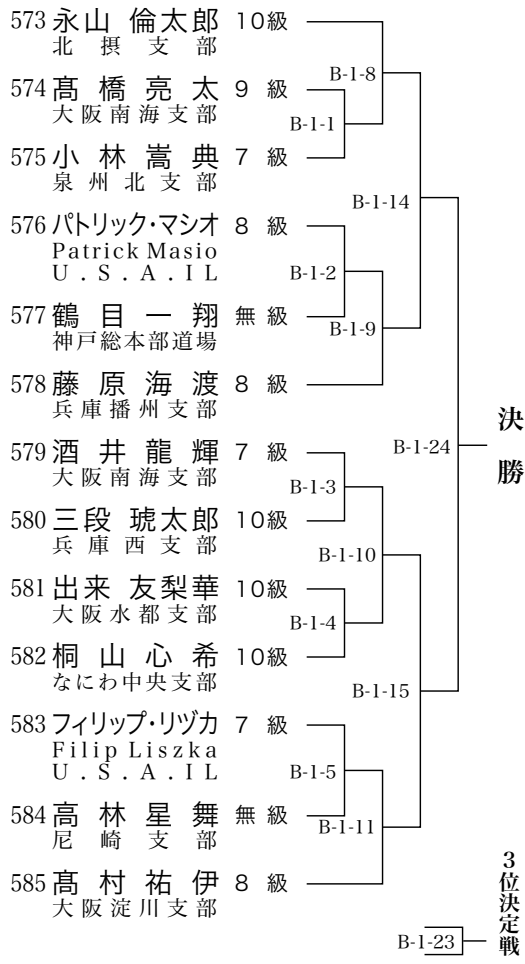 573 永山 倫太郎 10級
北摂支部
B-1-8
574 髙橋亮太 9級
大阪南海支部
B-1-1
575 小林嵩典 7級
泉州北支部
B-1-14
576 パトリック・マシオ 8級
Patrick Masio
U.S.A.IL
B-1-2
577 鶴目一翔 無級
神戸総本部道場
B-1-9
578 藤原海渡 8級
兵庫播州支部
決勝
B-1-24
579 酒井龍輝 7級
大阪南海支部
B-1-3
580 三段 琥太郎 10級
兵庫西支部
B-1-10
581 出来 友梨華 10級
大阪水都支部
B-1-4
582 桐山心希 10級
なにわ中央支部
B-1-15
583 フィリップ・リヅカ 7級
Filip Liszka
U.S.A.IL
B-1-5
584 高林星舞 無級
尼崎支部
B-1-11
585 髙村祐伊 8級
大阪淀川支部
3位決定戦
B-1-23